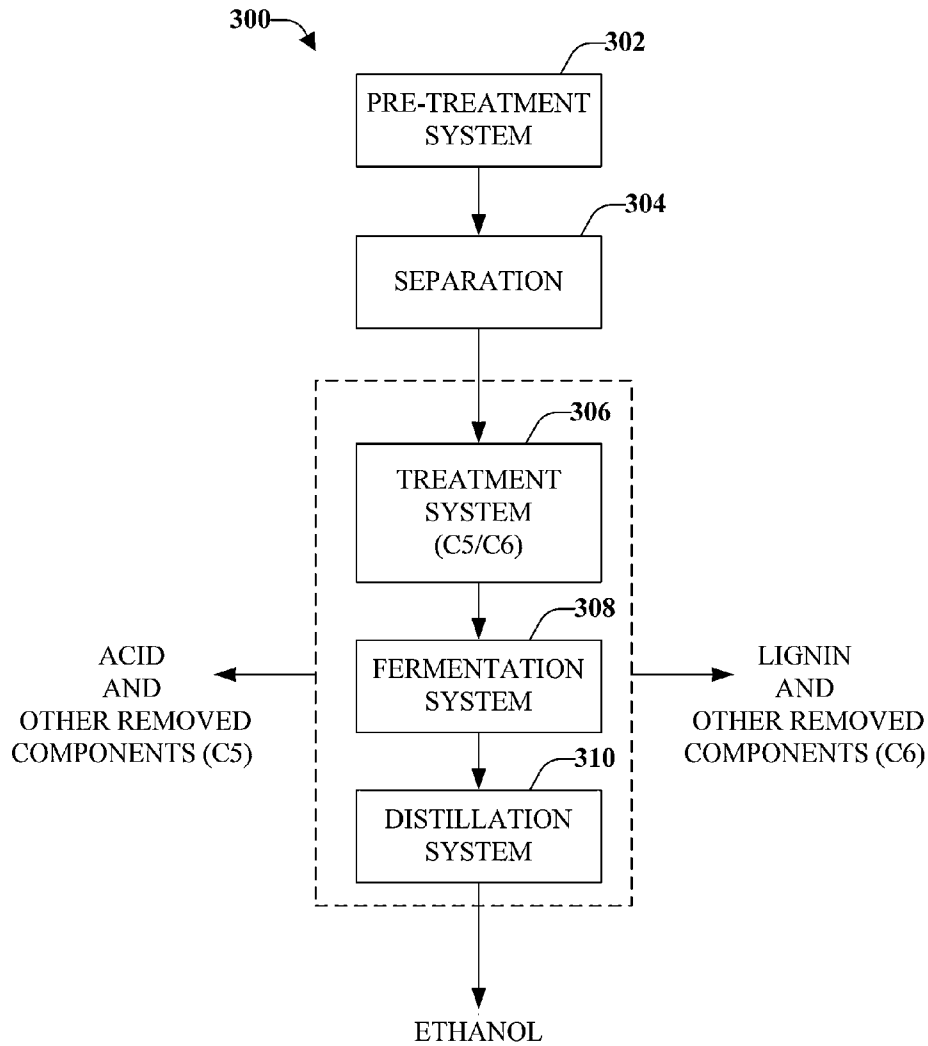 300
302
PRE-TREATMENT
SYSTEM
304
SEPARATION
306
TREATMENT
SYSTEM
(C5/C6)
308
FERMENTATION
SYSTEM
ACID
AND
OTHER REMOVED
COMPONENTS (C5)
LIGNIN
AND
OTHER REMOVED
COMPONENTS (C6)
310
DISTILLATION
SYSTEM
ETHANOL